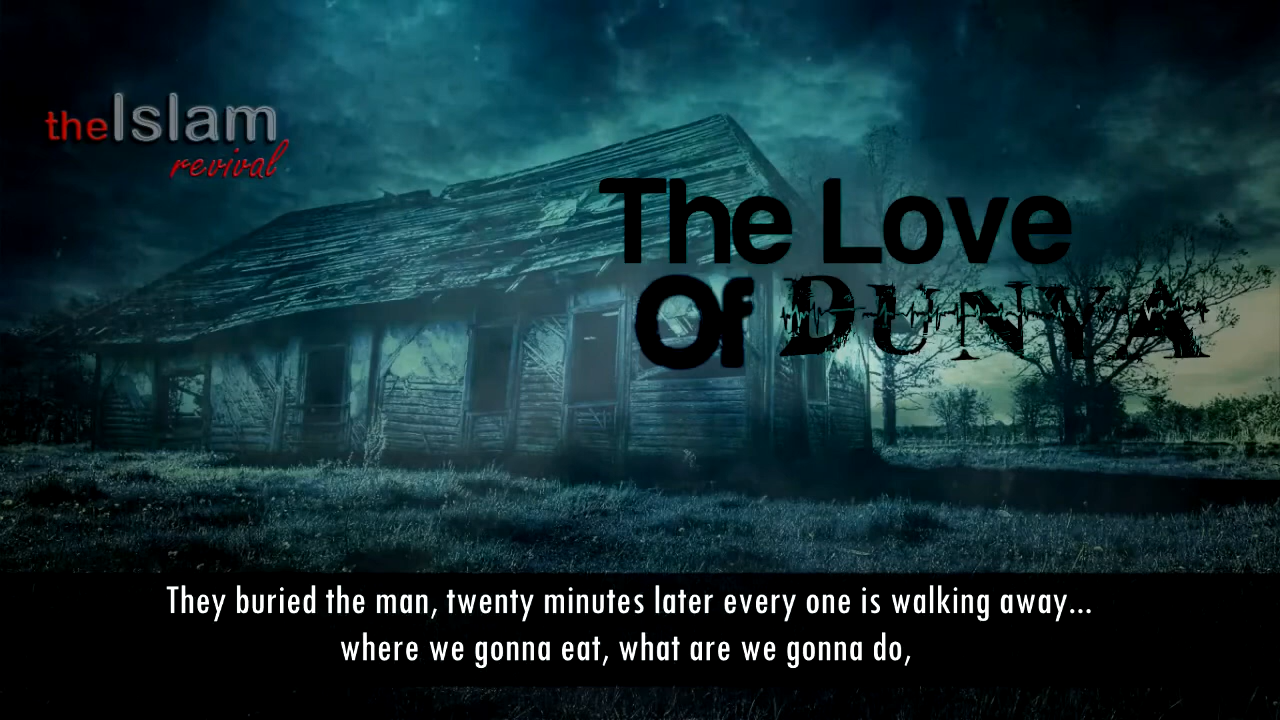 theIslam
revival
The Love
Of DUNYA
They buried the man, twenty minutes later every one is walking away...
where we gonna eat, what are we gonna do,